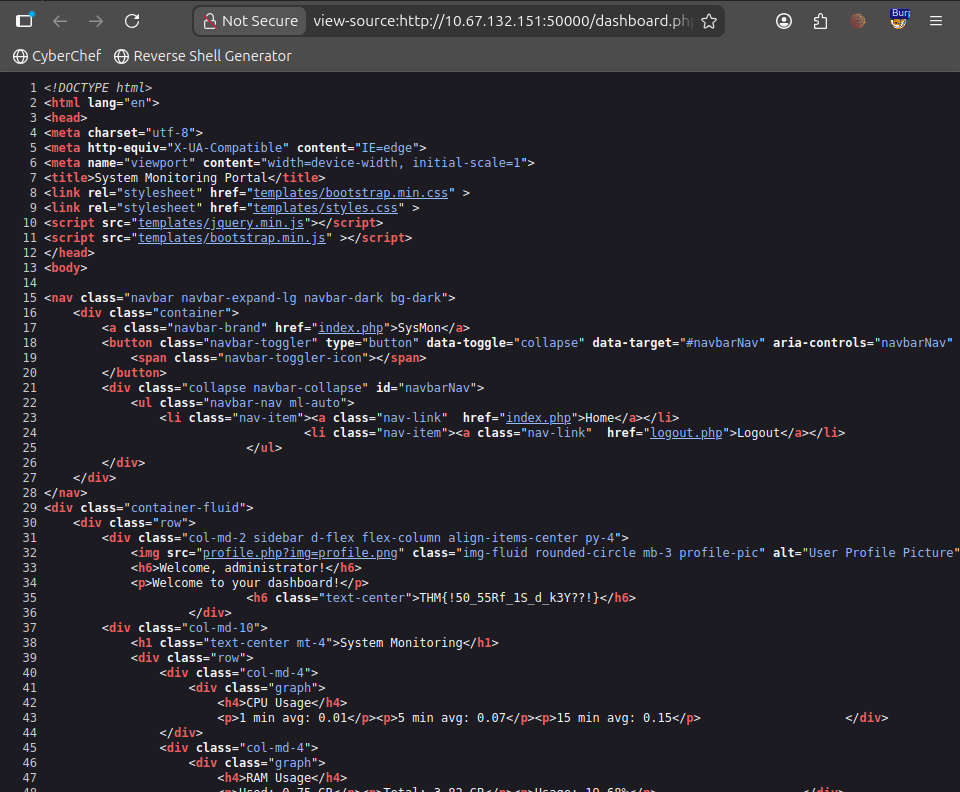 Not Secure view-source:http://10.67.132.151:50000/dashboard.ph
Burp
CyberChef Reverse Shell Generator
1 <!DOCTYPE html>
2 <html lang="en">
3 <head>
4 <meta charset="utf-8">
5 <meta http-equiv="X-UA-Compatible" content="IE=edge">
6 <meta name="viewport" content="width=device-width, initial-scale=1">
7 <title>System Monitoring Portal</title>
8 <link rel="stylesheet" href="templates/bootstrap.min.css" >
9 <link rel="stylesheet" href="templates/styles.css" >
10 <script src="templates/jquery.min.js"></script>
11 <script src="templates/bootstrap.min.js" ></script>
12 </head>
13 <body>
14
15 <nav class="navbar navbar-expand-lg navbar-dark bg-dark">
16 <div class="container">
17 <a class="navbar-brand" href="index.php">SysMon</a>
18 <button class="navbar-toggler" type="button" data-toggle="collapse" data-target="#navbarNav" aria-controls="navbarNav"
19 <span class="navbar-toggler-icon"></span>
20 </button>
21 <div class="collapse navbar-collapse" id="navbarNav">
22 <ul class="navbar-nav ml-auto">
23 <li class="nav-item"><a class="nav-link"  href="index.php">Home</a></li>
24 <li class="nav-item"><a class="nav-link"  href="logout.php">Logout</a></li>
25 </ul>
26 </div>
27 </div>
28 </nav>
29 <div class="container-fluid">
30 <div class="row">
31 <div class="col-md-2 sidebar d-flex flex-column align-items-center py-4">
32 <img src="profile.php?img=profile.png" class="img-fluid rounded-circle mb-3 profile-pic" alt="User Profile Picture"
33 <h6>Welcome, administrator!</h6>
34 <p>Welcome to your dashboard!</p>
35 <h6 class="text-center">THM{!50_55Rf_1S_d_k3Y??!}</h6>
36 </div>
37 <div class="col-md-10">
38 <h1 class="text-center mt-4">System Monitoring</h1>
39 <div class="row">
40 <div class="col-md-4">
41 <div class="graph">
42 <h4>CPU Usage</h4>
43 <p>1 min avg: 0.01</p><p>5 min avg: 0.07</p><p>15 min avg: 0.15</p> </div>
44 </div>
45 <div class="col-md-4">
46 <div class="graph">
47 <h4>RAM Usage</h4>
48 <p>Used: 0.75 GB</p><p>Total: 3.82 GB</p><p>Usage: 19.68%</p> </div>